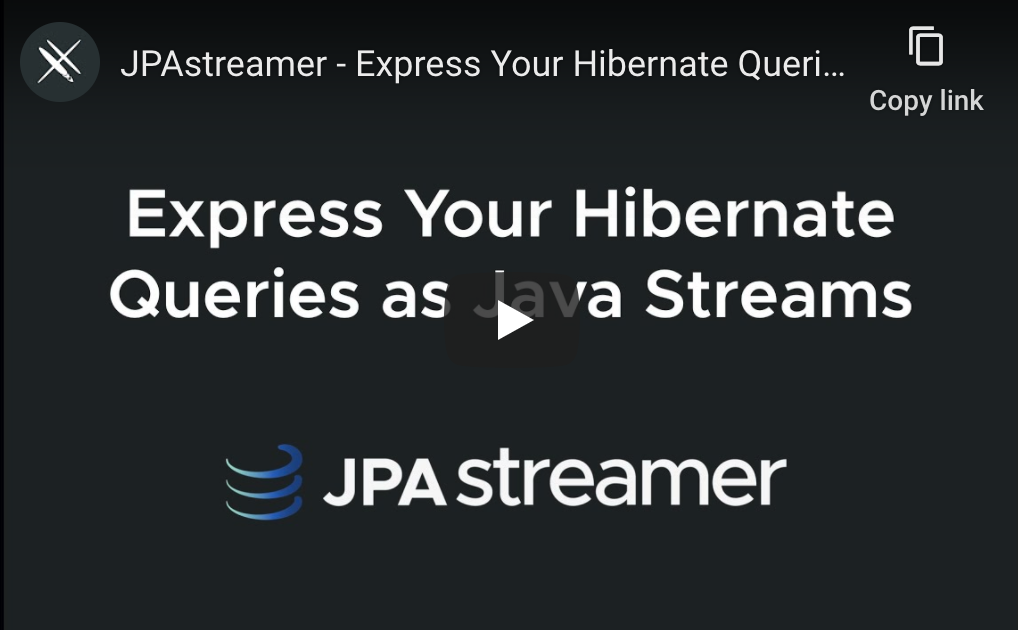 JPAstreamer - Express Your Hibernate Queri...
Copy link
Express Your Hibernate
Queries as Java Streams
JPA streamer